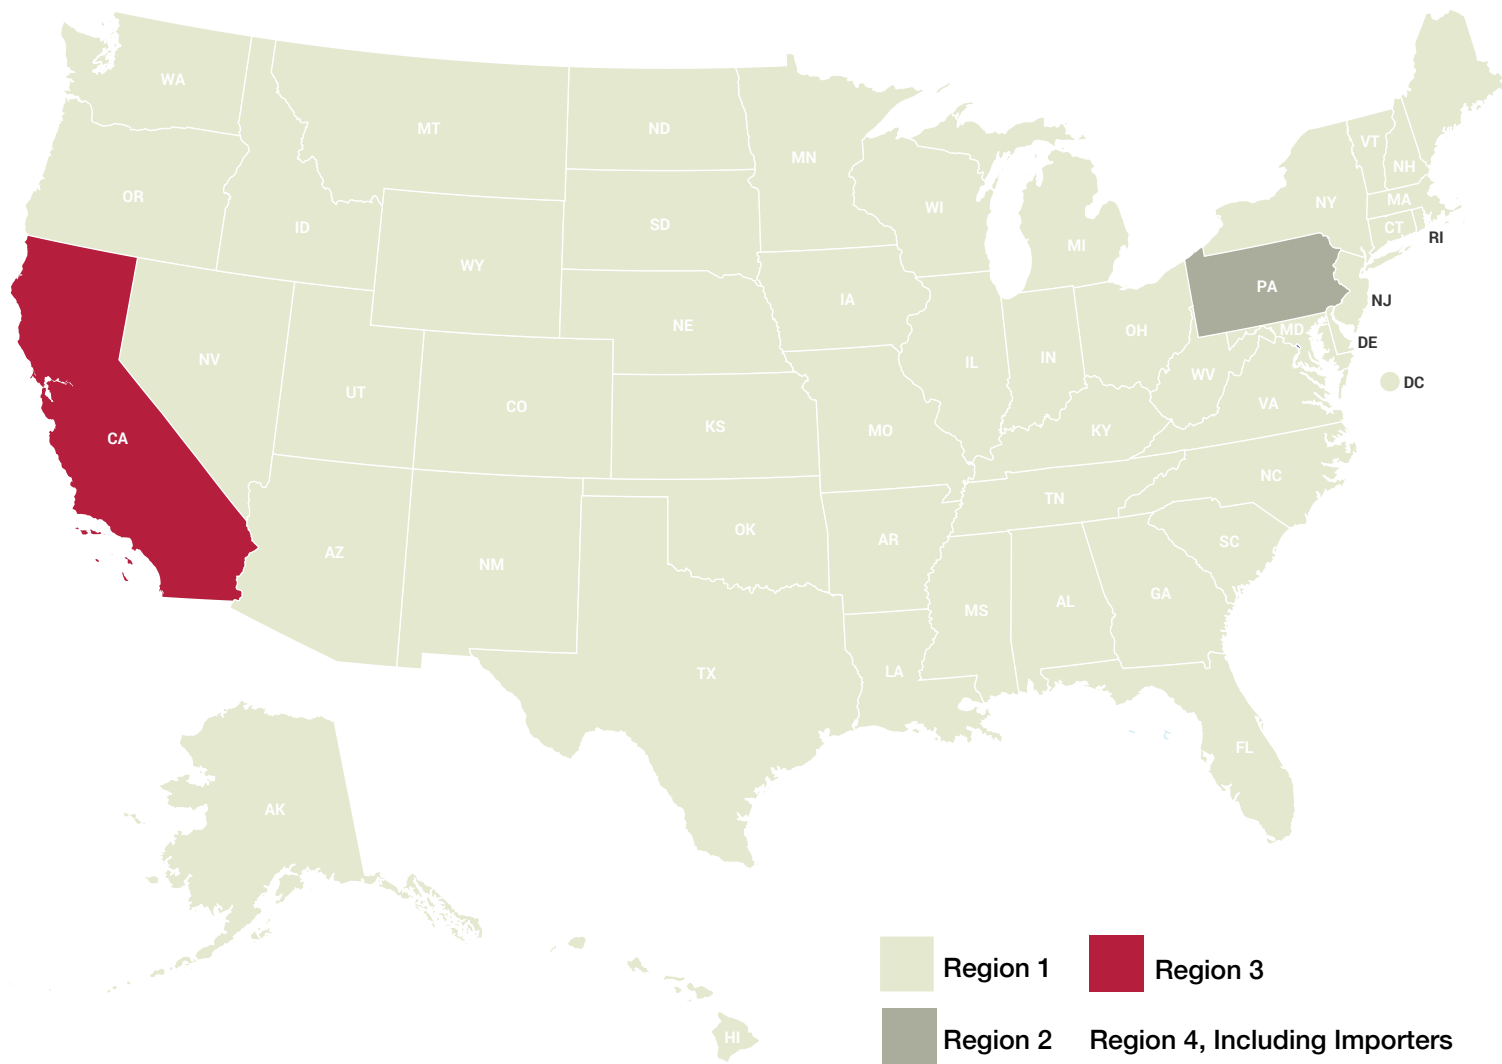 WA
MT
ND
MN
VT
NH
OR
ID
SD
WI
NY
MA
CT
RI
MI
WY
PA
IA
NJ
NE
OH
MD
DE
NV
IN
IL
UT
WV
DC
CO
VA
KS
MO
KY
CA
NC
TN
OK
AR
SC
AZ
NM
GA
AL
MS
TX
LA
FL
AK
HI
Region 1
Region 3
Region 2
Region 4, Including Importers